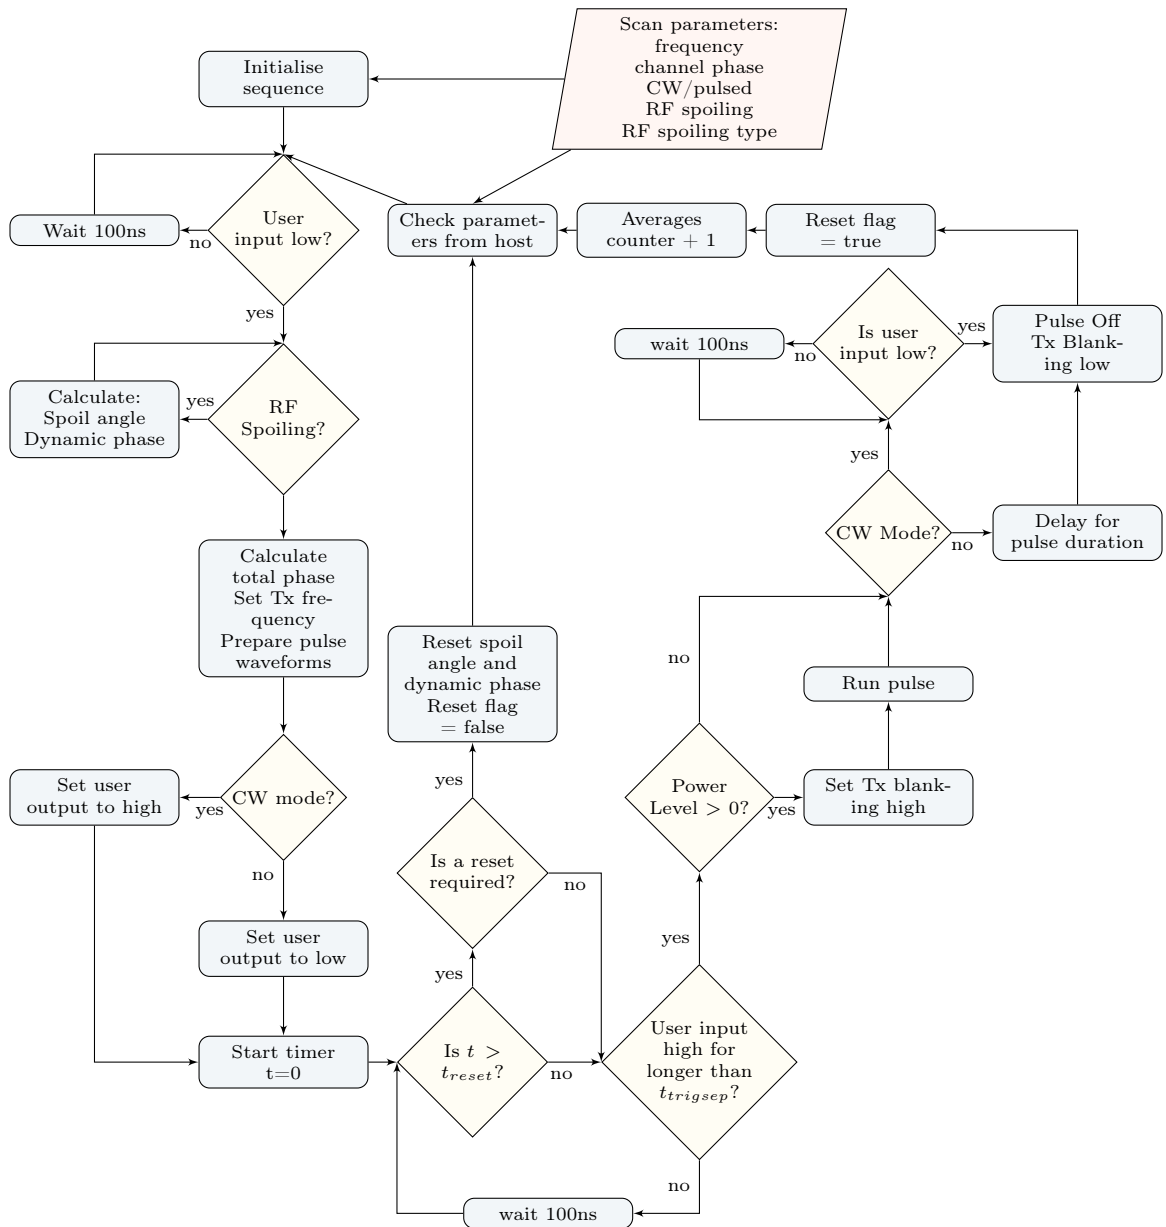 Scan parameters:
frequency
channel phase
CW/pulsed
RF spoiling
RF spoiling type
Initialise
sequence
User
input low?
no
Wait 100ns
yes
Check paramet-
ers from host
Averages
counter + 1
Reset flag
= true
RF
Spoiling?
yes
Calculate:
Spoil angle
Dynamic phase
Is user
input low?
no
wait 100ns
yes
Pulse Off
Tx Blank-
ing low
yes
CW Mode?
no
Delay for
pulse duration
Calculate
total phase
Set Tx fre-
quency
Prepare pulse
waveforms
Reset spoil
angle and
dynamic phase
Reset flag
= false
no
Run pulse
Set user
output to high
yes
CW mode?
no
yes
Power
Level > 0?
yes
Set Tx blank-
ing high
Is a reset
required?
no
Set user
output to low
yes
yes
Start timer
t=0
Is t >
t_reset?
no
User input
high for
longer than
t_trigsep?
no
wait 100ns